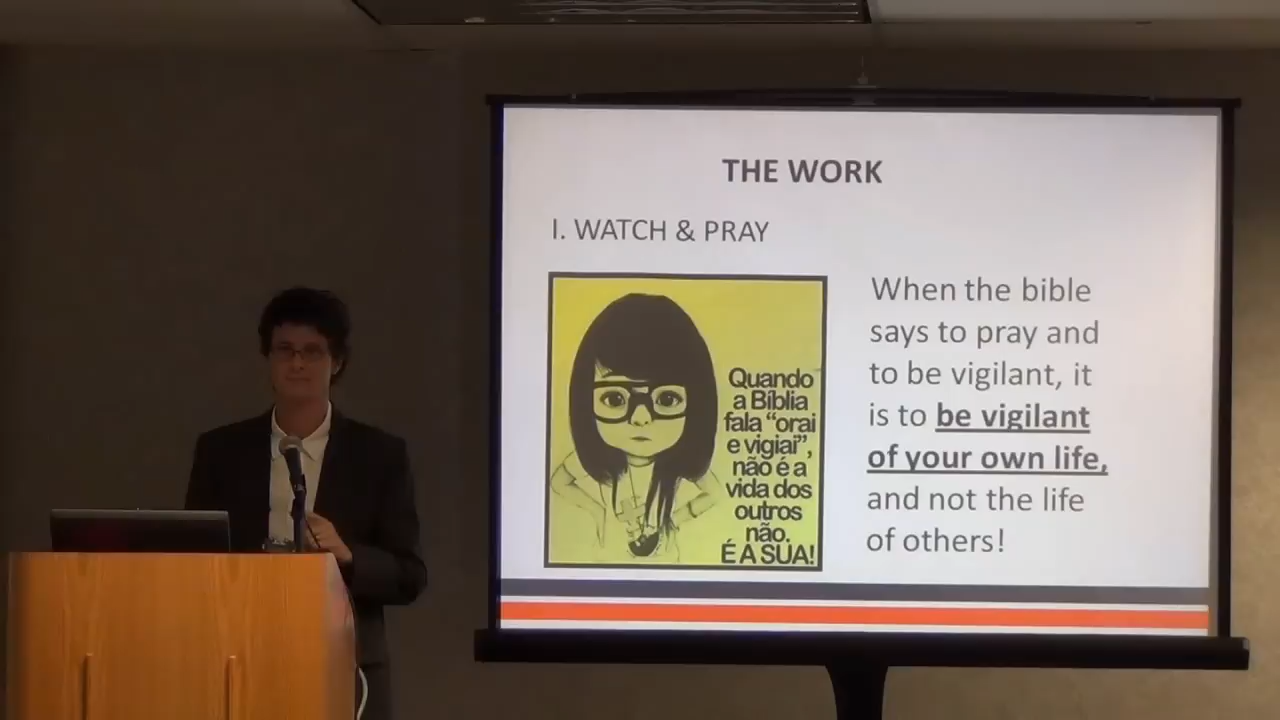 THE WORK
I. WATCH & PRAY
Quando
a Bíblia
fala “orai
e vigiai”,
não é a
vida dos
outros
não.
É A SUA!
When the bible
says to pray and
to be vigilant, it
is to be vigilant
of your own life,
and not the life
of others!